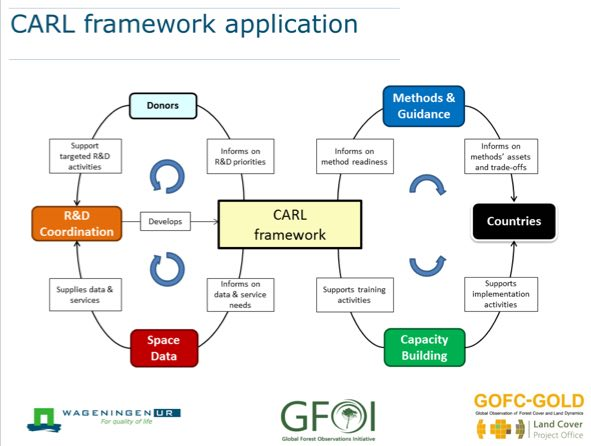 CARL framework application
Donors
Methods &
Guidance
Support
targeted R&D
activities
Informs on
R&D priorities
Informs on
method readiness
Informs on
methods' assets
and trade-offs
R&D
Coordination
Develops
CARL
framework
Countries
Supplies data &
services
Informs on
data & service
needs
Supports training
activities
Supports
implementation
activities
Space
Data
Capacity
Building
WAGENINGEN UR
For quality of life
GFOI
Global Forest Observations Initiative
GOFC-GOLD
Global Observation of Forest Cover and Land Dynamics
Land Cover
Project Office